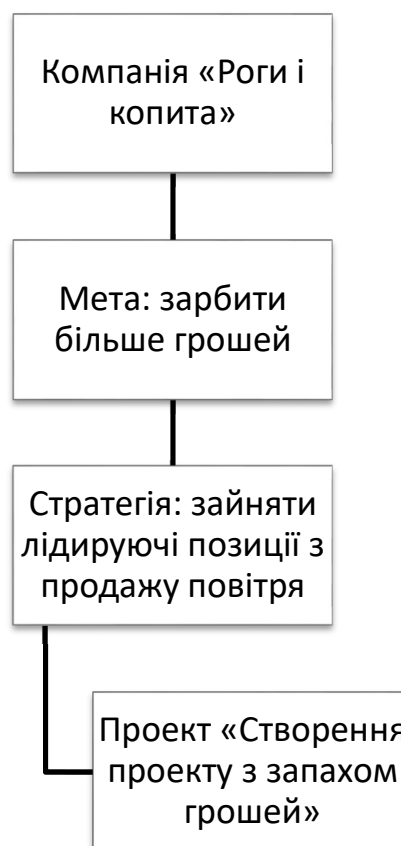 Компанія «Роги і
копита»
Мета: зарбити
більше грошей
Стратегія: зайняти
лідируючі позиції з
продажу повітря
Проект «Створення
проекту з запахом
грошей»